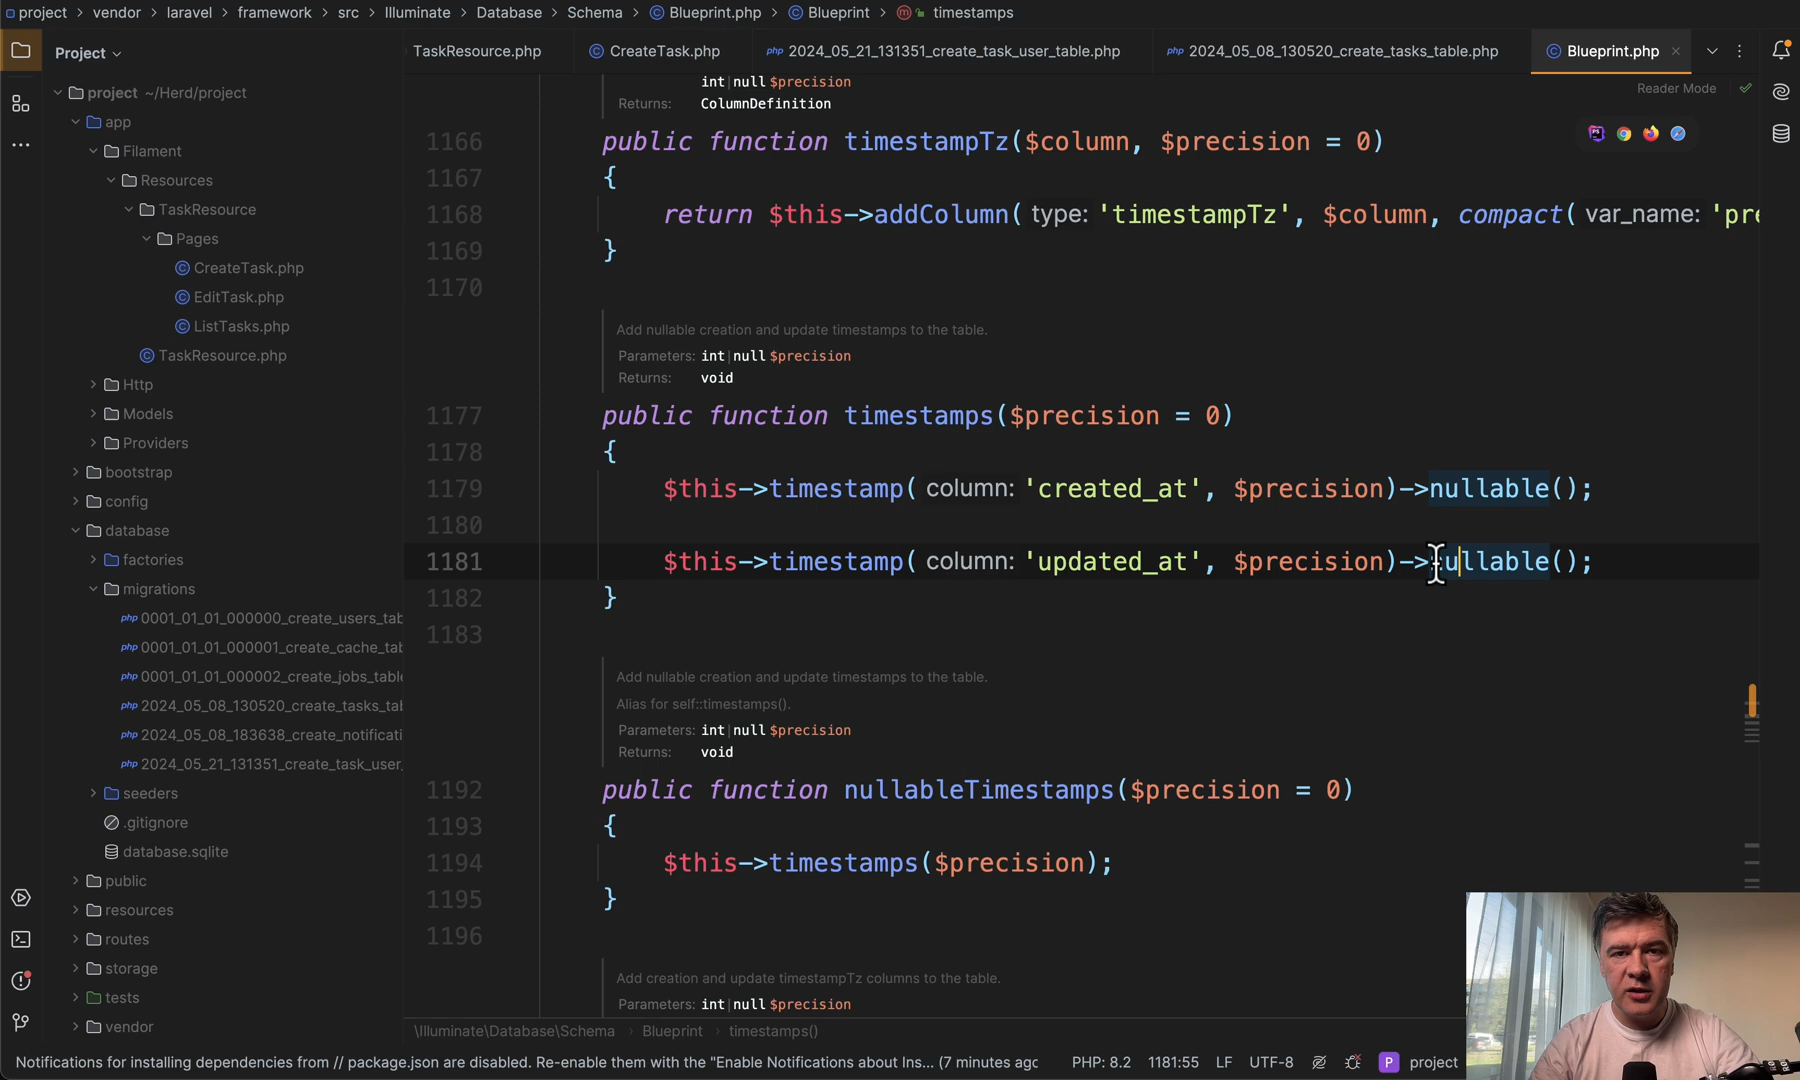 project › vendor › laravel › framework › src › Illuminate › Database › Schema › Blueprint.php › Blueprint › timestamps
Project
TaskResource.php
CreateTask.php
2024_05_21_131351_create_task_user_table.php
2024_05_08_130520_create_tasks_table.php
Blueprint.php
Reader Mode
project ~/Herd/project
app
Filament
Resources
TaskResource
Pages
CreateTask.php
EditTask.php
ListTasks.php
TaskResource.php
Http
Models
Providers
bootstrap
config
database
factories
migrations
0001_01_01_000000_create_users_tab
0001_01_01_000001_create_cache_tab
0001_01_01_000002_create_jobs_table
2024_05_08_130520_create_tasks_tab
2024_05_08_183638_create_notificati
2024_05_21_131351_create_task_user_
seeders
.gitignore
database.sqlite
public
resources
routes
storage
tests
vendor
int|null $precision
Returns: ColumnDefinition
1166 public function timestampTz($column, $precision = 0)
1167 {
1168 return $this->addColumn( type: 'timestampTz', $column, compact( var_name: 'pre
1169 }
1170
Add nullable creation and update timestamps to the table.
Parameters: int|null $precision
Returns: void
1177 public function timestamps($precision = 0)
1178 {
1179 $this->timestamp( column: 'created_at', $precision)->nullable();
1180
1181 $this->timestamp( column: 'updated_at', $precision)->nullable();
1182 }
1183
Add nullable creation and update timestamps to the table.
Alias for self::timestamps().
Parameters: int|null $precision
Returns: void
1192 public function nullableTimestamps($precision = 0)
1193 {
1194 $this->timestamps($precision);
1195 }
1196
Add creation and update timestampTz columns to the table.
Parameters: int|null $precision
\Illuminate\Database\Schema › Blueprint › timestamps()
Notifications for installing dependencies from // package.json are disabled. Re-enable them with the "Enable Notifications about Ins... (7 minutes ago
PHP: 8.2 1181:55 LF UTF-8 P project